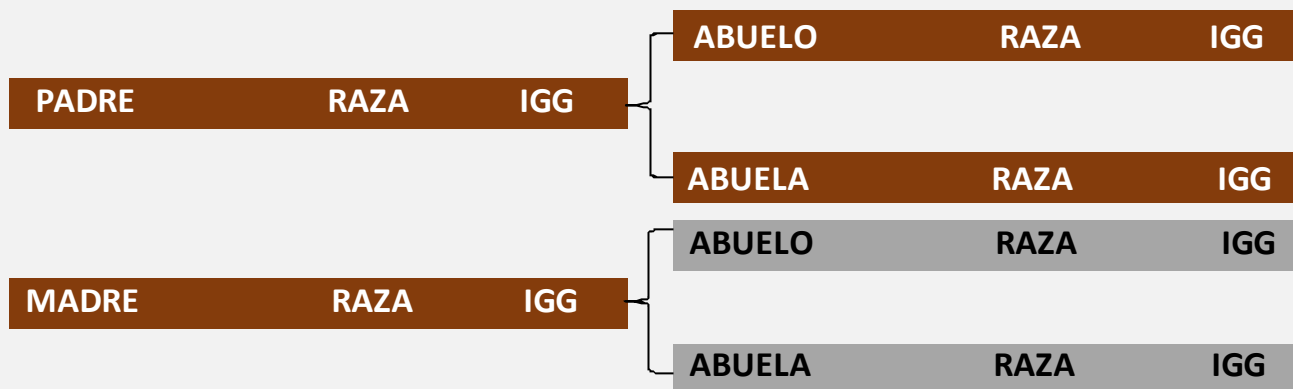 ABUELO RAZA IGG
PADRE RAZA IGG
ABUELA RAZA IGG
ABUELO RAZA IGG
MADRE RAZA IGG
ABUELA RAZA IGG